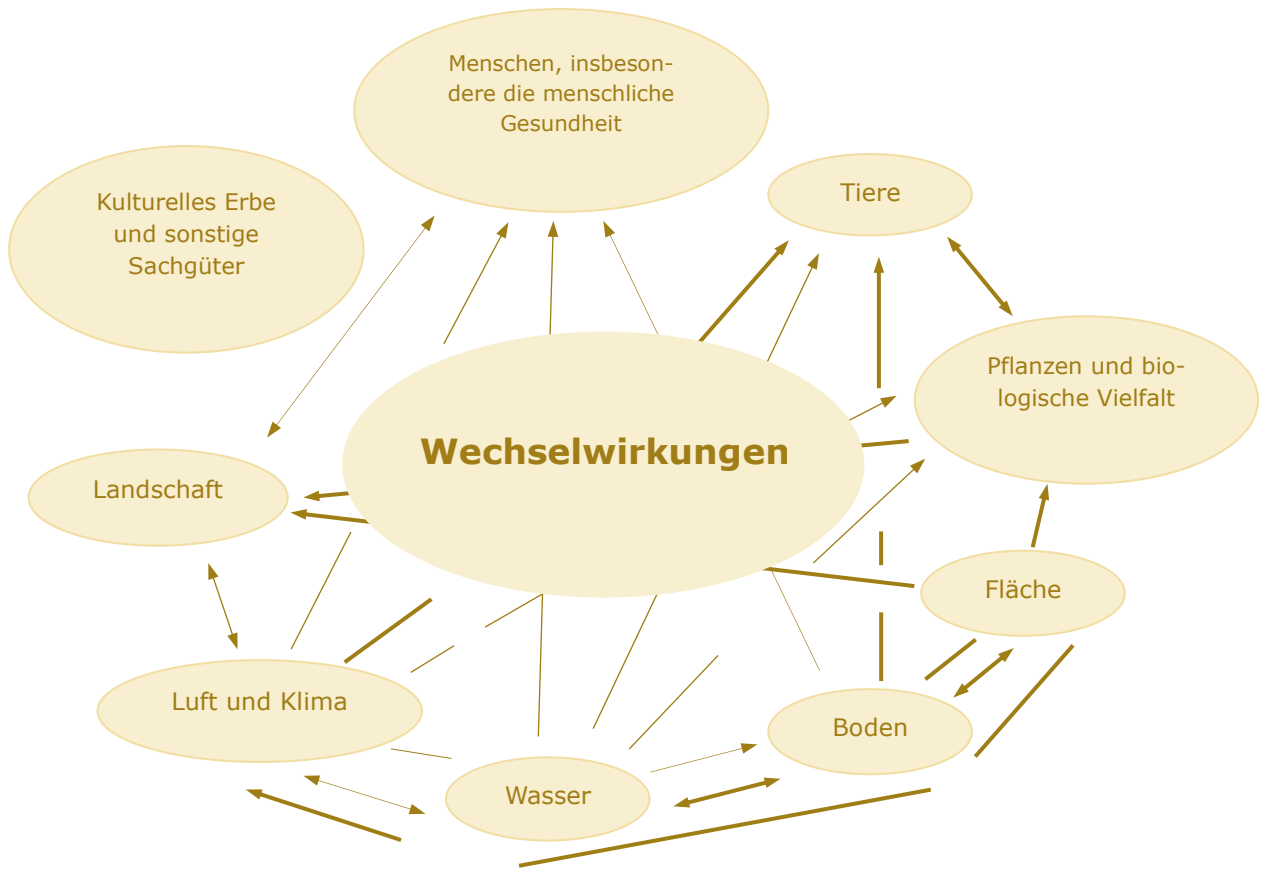 Menschen, insbeson-
dere die menschliche
Gesundheit
Kulturelles Erbe
und sonstige
Sachgüter
Tiere
Pflanzen und bio-
logische Vielfalt
Wechselwirkungen
Landschaft
Fläche
Luft und Klima
Boden
Wasser